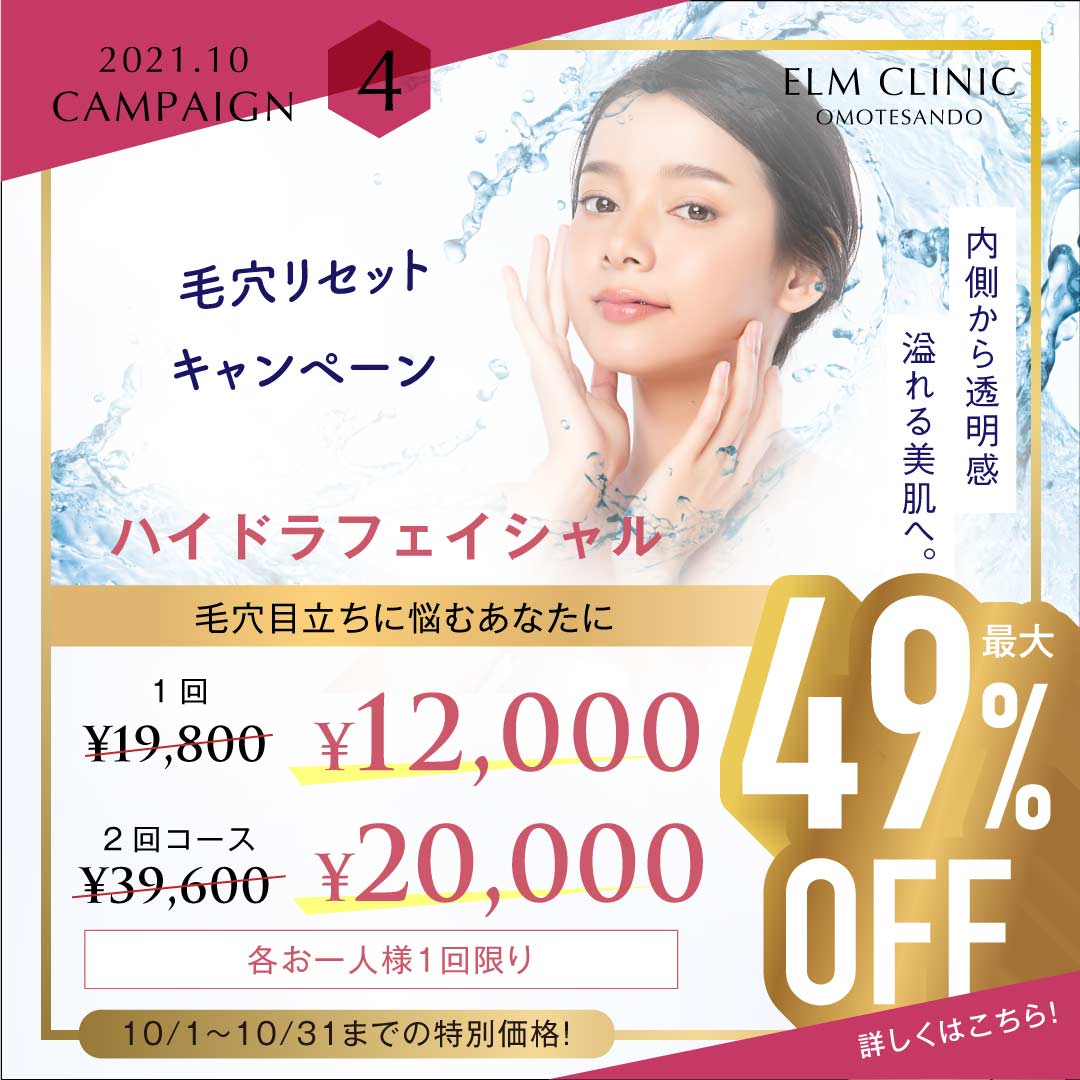 2021.10
CAMPAIGN
4
ELM CLINIC
OMOTESANDO
毛穴リセット
キャンペーン
内側から透明感
溢れる美肌へ。
ハイドラフェイシャル
毛穴目立ちに悩むあなたに
1回
¥19,800
¥12,000
2回コース
¥39,600
¥20,000
最大
49%
OFF
各お一人様1回限り
10/1〜10/31までの特別価格!
詳しくはこちら!